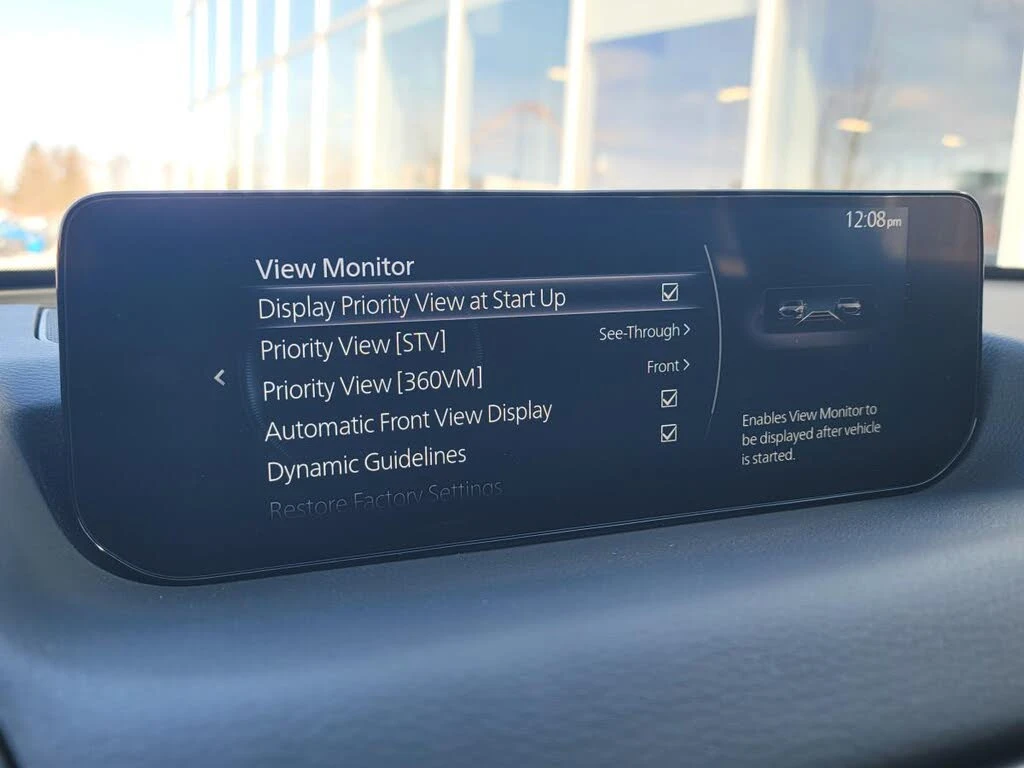 12:08pm
View Monitor
Display Priority View at Start Up
Priority View [STV] See-Through >
Priority View [360VM] Front >
Automatic Front View Display
Dynamic Guidelines
Restore Factory Settings
Enables View Monitor to
be displayed after vehicle
is started.